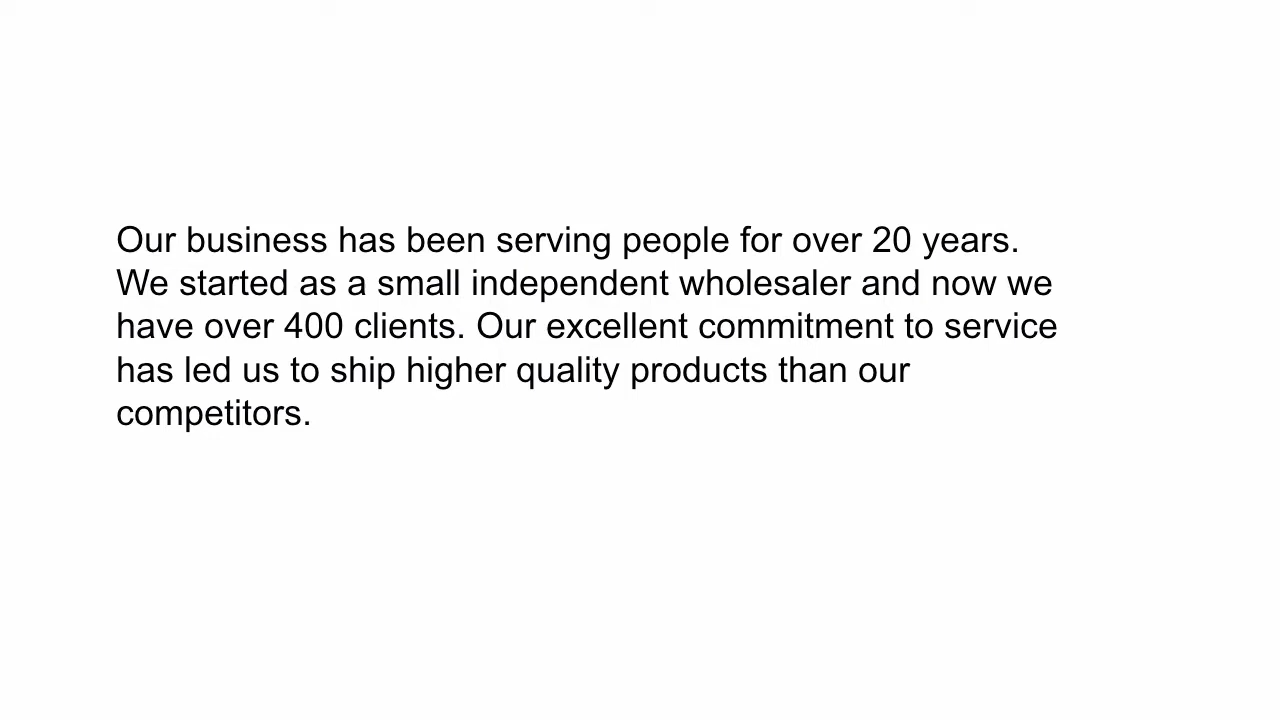 Our business has been serving people for over 20 years.
We started as a small independent wholesaler and now we
have over 400 clients. Our excellent commitment to service
has led us to ship higher quality products than our
competitors.